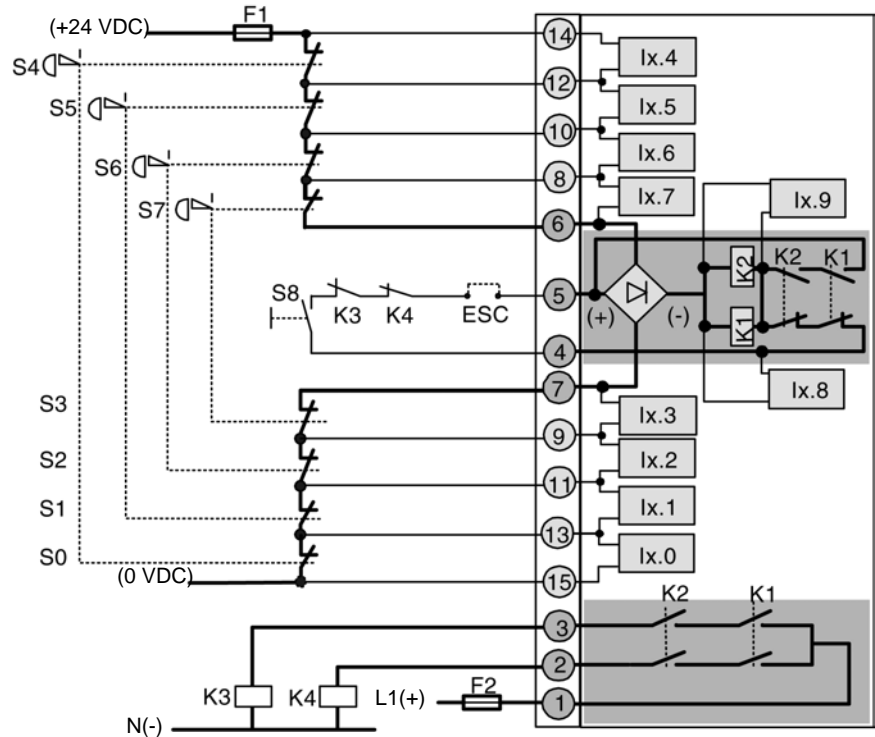 F1
(+24 VDC)
14
Ix.4
S4
12
S5
Ix.5
10
Ix.6
S6
8
Ix.7
S7
Ix.9
6
K2
K2
K1
S8
5
K3
K4
ESC
(+)
(-)
K1
4
7
Ix.8
S3
Ix.3
9
S2
Ix.2
11
S1
Ix.1
13
S0
Ix.0
(0 VDC)
15
K2
K1
3
2
K3
K4
L1(+)
F2
1
N(-)